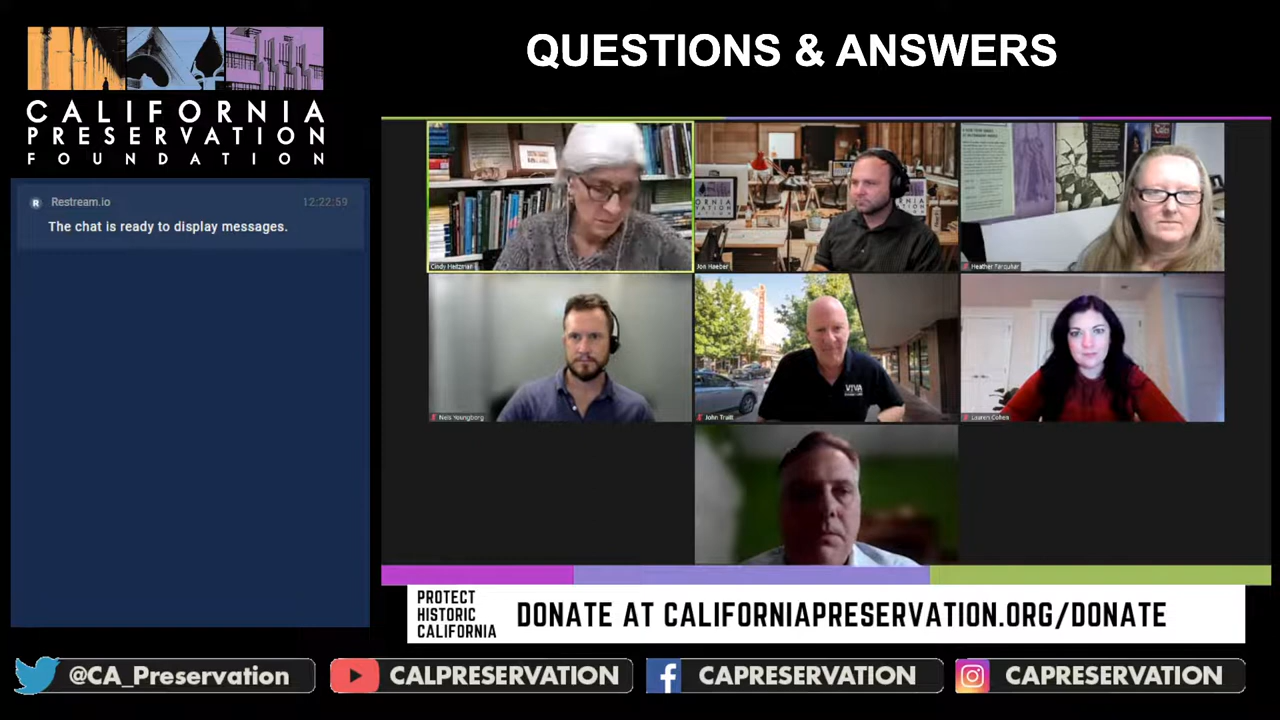 QUESTIONS & ANSWERS
CALIFORNIA
PRESERVATION
FOUNDATION
R Restream.io 12:22:59
The chat is ready to display messages.
Cindy Heitzman
Jon Haeber
Heather Farquhar
VIVA
Nels Youngborg
John Traitt
Lauren Cohen
PROTECT
HISTORIC
CALIFORNIA
DONATE AT CALIFORNIAPRESERVATION.ORG/DONATE
@CA_Preservation
CALPRESERVATION
CAPRESERVATION
CAPRESERVATION